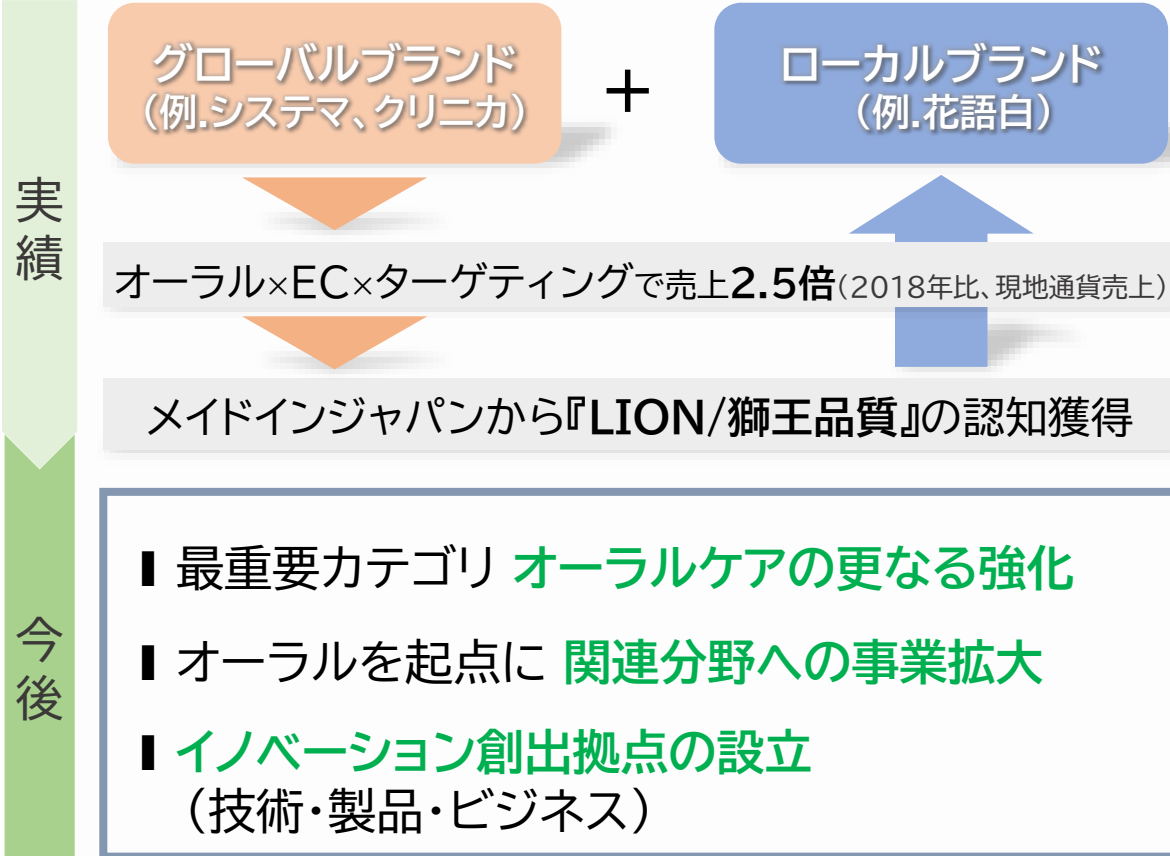 実績
グローバルブランド
（例.システマ、クリニカ）
＋
ローカルブランド
（例.花語白）
オーラル×EC×ターゲティングで売上2.5倍（2018年比、現地通貨売上）
メイドインジャパンから『LION/獅王品質』の認知獲得
今後
▮ 最重要カテゴリ オーラルケアの更なる強化
▮ オーラルを起点に 関連分野への事業拡大
▮ イノベーション創出拠点の設立
（技術・製品・ビジネス）